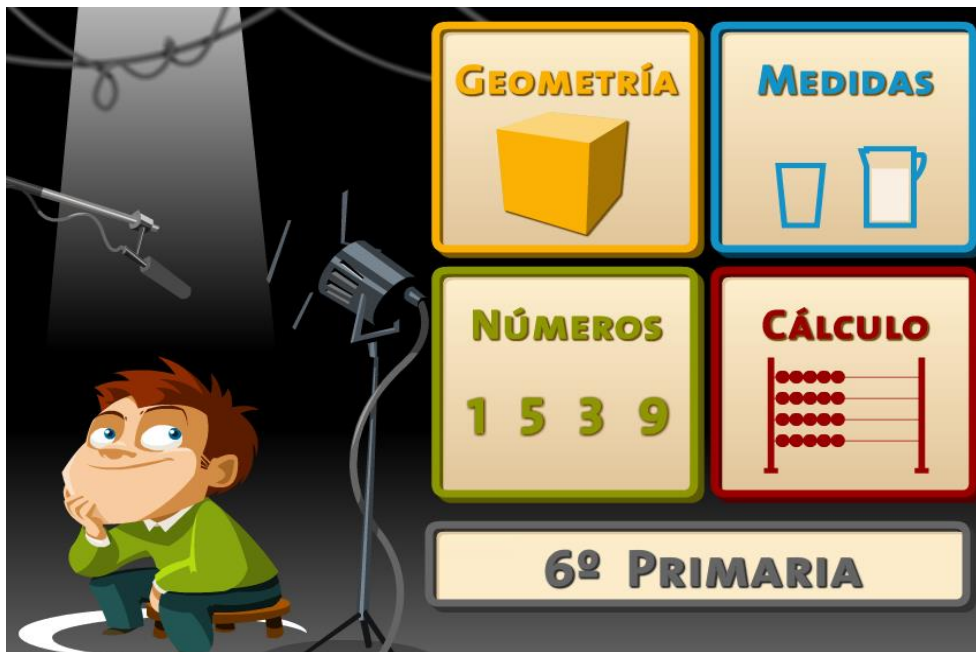 GEOMETRÍA
MEDIDAS
NÚMEROS
1 5 3 9
CÁLCULO
6º PRIMARIA